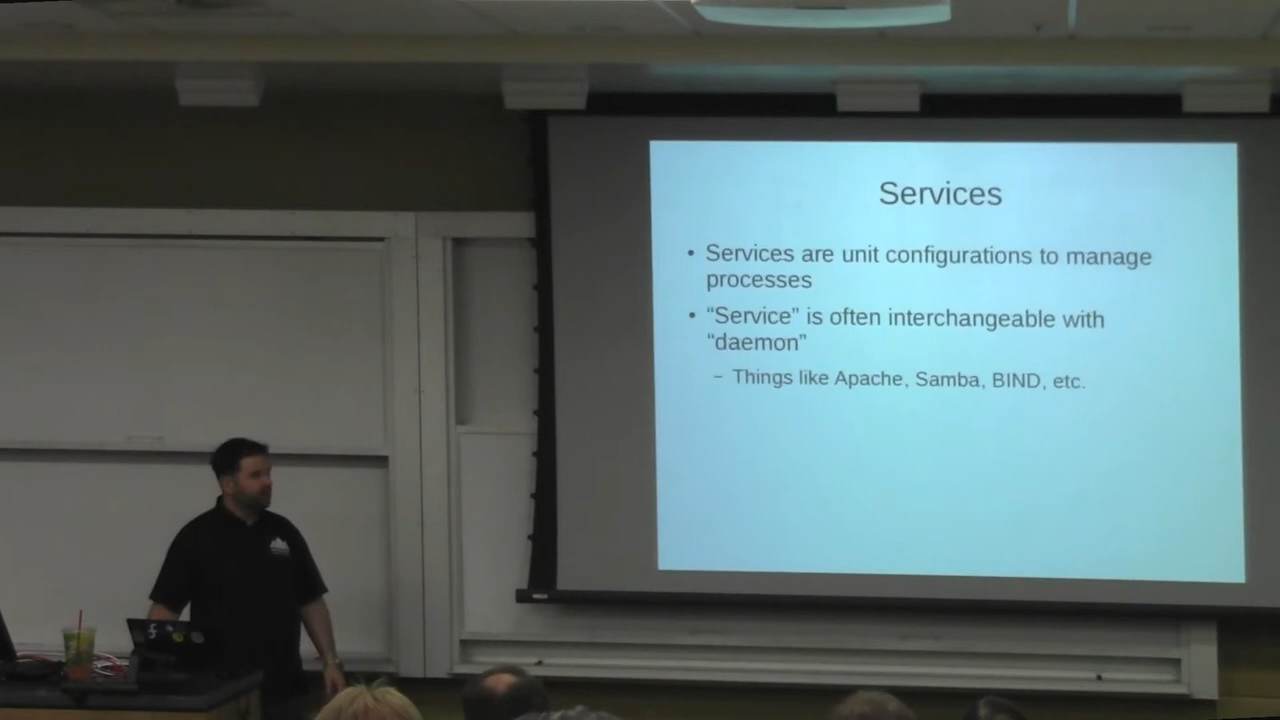 Services
• Services are unit configurations to manage
processes
• “Service” is often interchangeable with
“daemon”
– Things like Apache, Samba, BIND, etc.